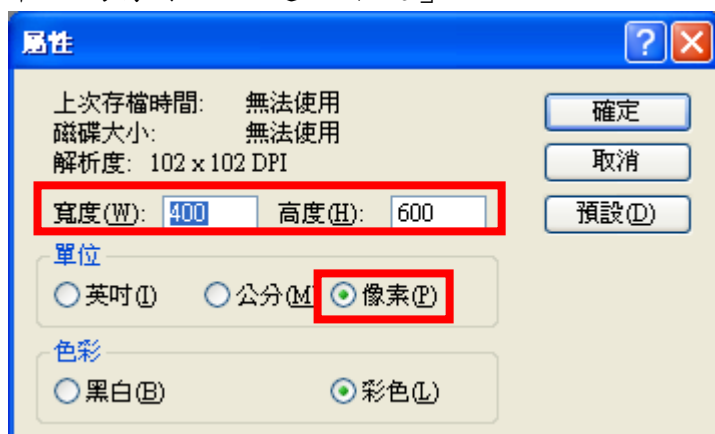 屬性
上次存檔時間: 無法使用
磁碟大小: 無法使用
解析度: 102 x 102 DPI
確定
取消
預設(D)
寬度(W): 400 高度(H): 600
單位
英吋(I) 公分(M 像素(P)
色彩
黑白(B) 彩色(L)